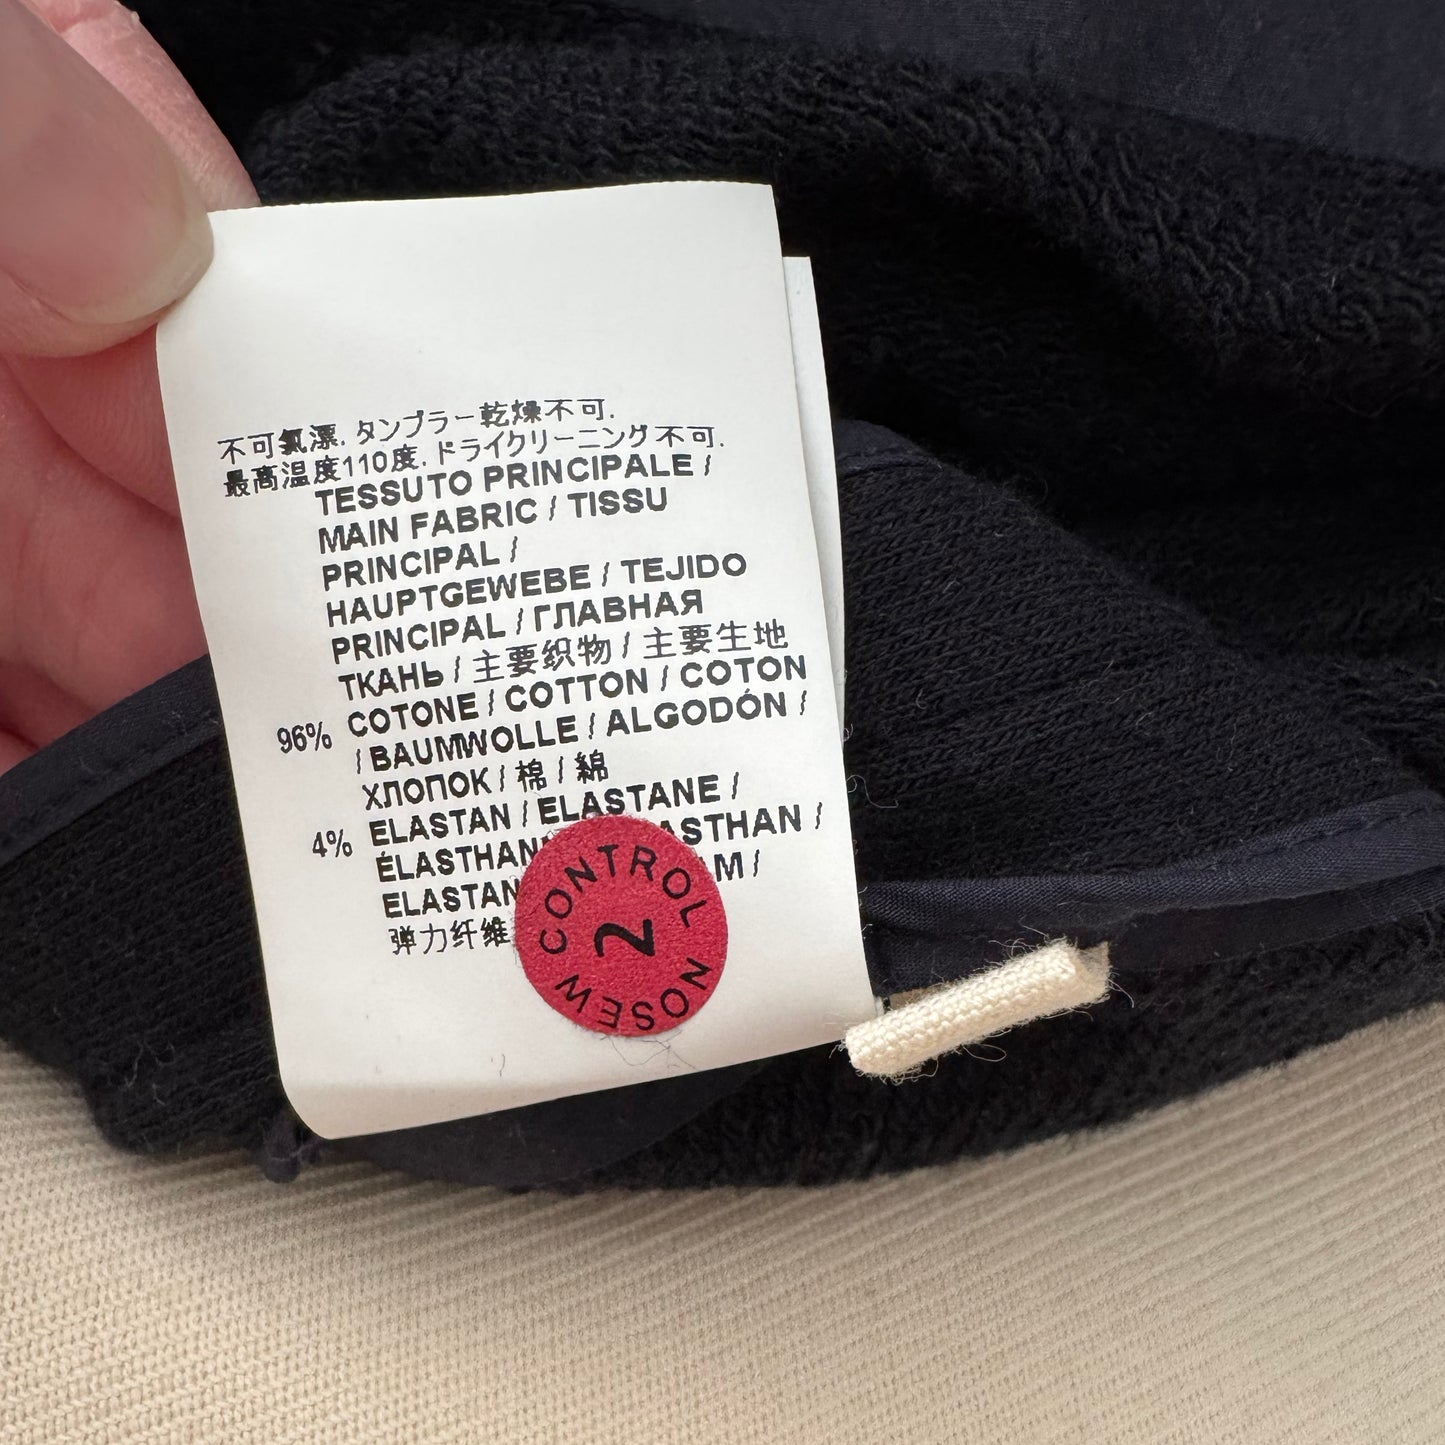 不可氯漂. タンブラー乾燥不可.
最高温度110度. ドライクリーニング不可.
TESSUTO PRINCIPALE /
MAIN FABRIC / TISSU
PRINCIPAL /
HAUPTGEWEBE / TEJIDO
PRINCIPAL / ГЛАВНАЯ
ТКАНЬ / 主要织物 / 主要生地
96% COTONE / COTTON / COTON
/ BAUMWOLLE / ALGODÓN /
ХЛОПОК / 棉 / 綿
4% ELASTAN / ELASTANE /
ÉLASTHAN ASTHAN /
ELASTAN M /
弹力纤维
CONTROL
2
NOSEW